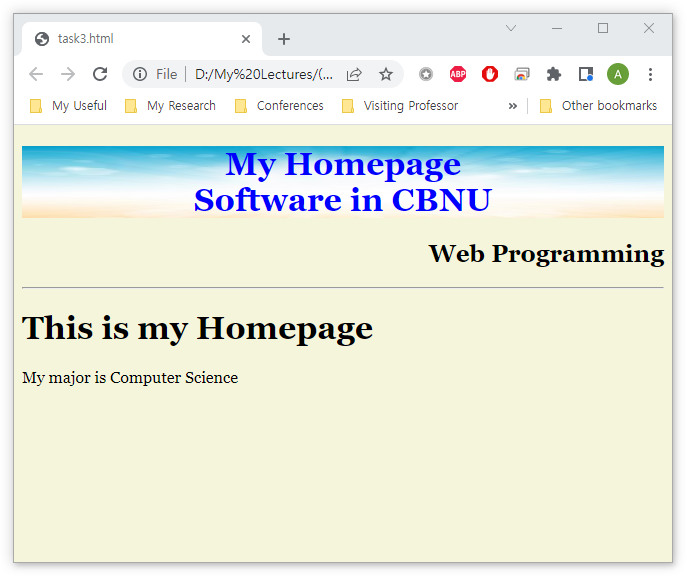 task3.html
File D:/My%20Lectures/(...
ABP
A
My Useful My Research Conferences Visiting Professor » Other bookmarks
My Homepage
Software in CBNU
Web Programming
This is my Homepage
My major is Computer Science